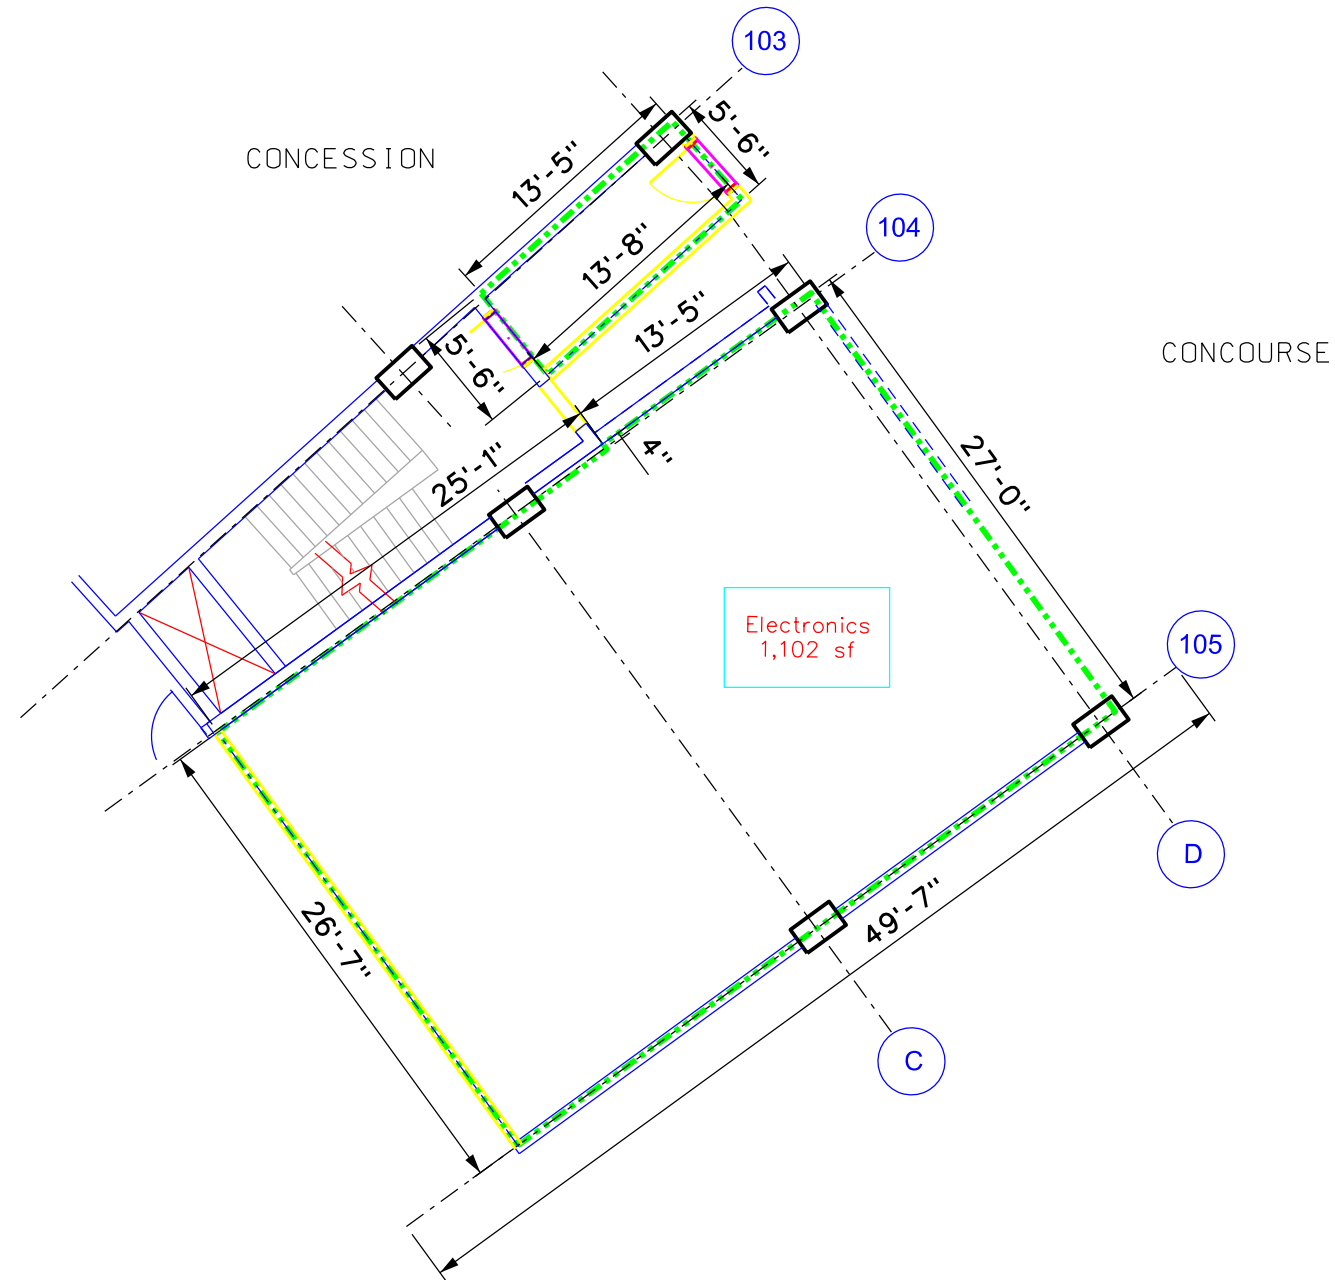 103
5'-6"
CONCESSION
13'-5"
104
13'-8"
13'-5"
CONCOURSE
5'-6"
4"
25'-1"
27'-0"
Electronics
1,102 sf
105
D
49'-7"
26'-7"
C